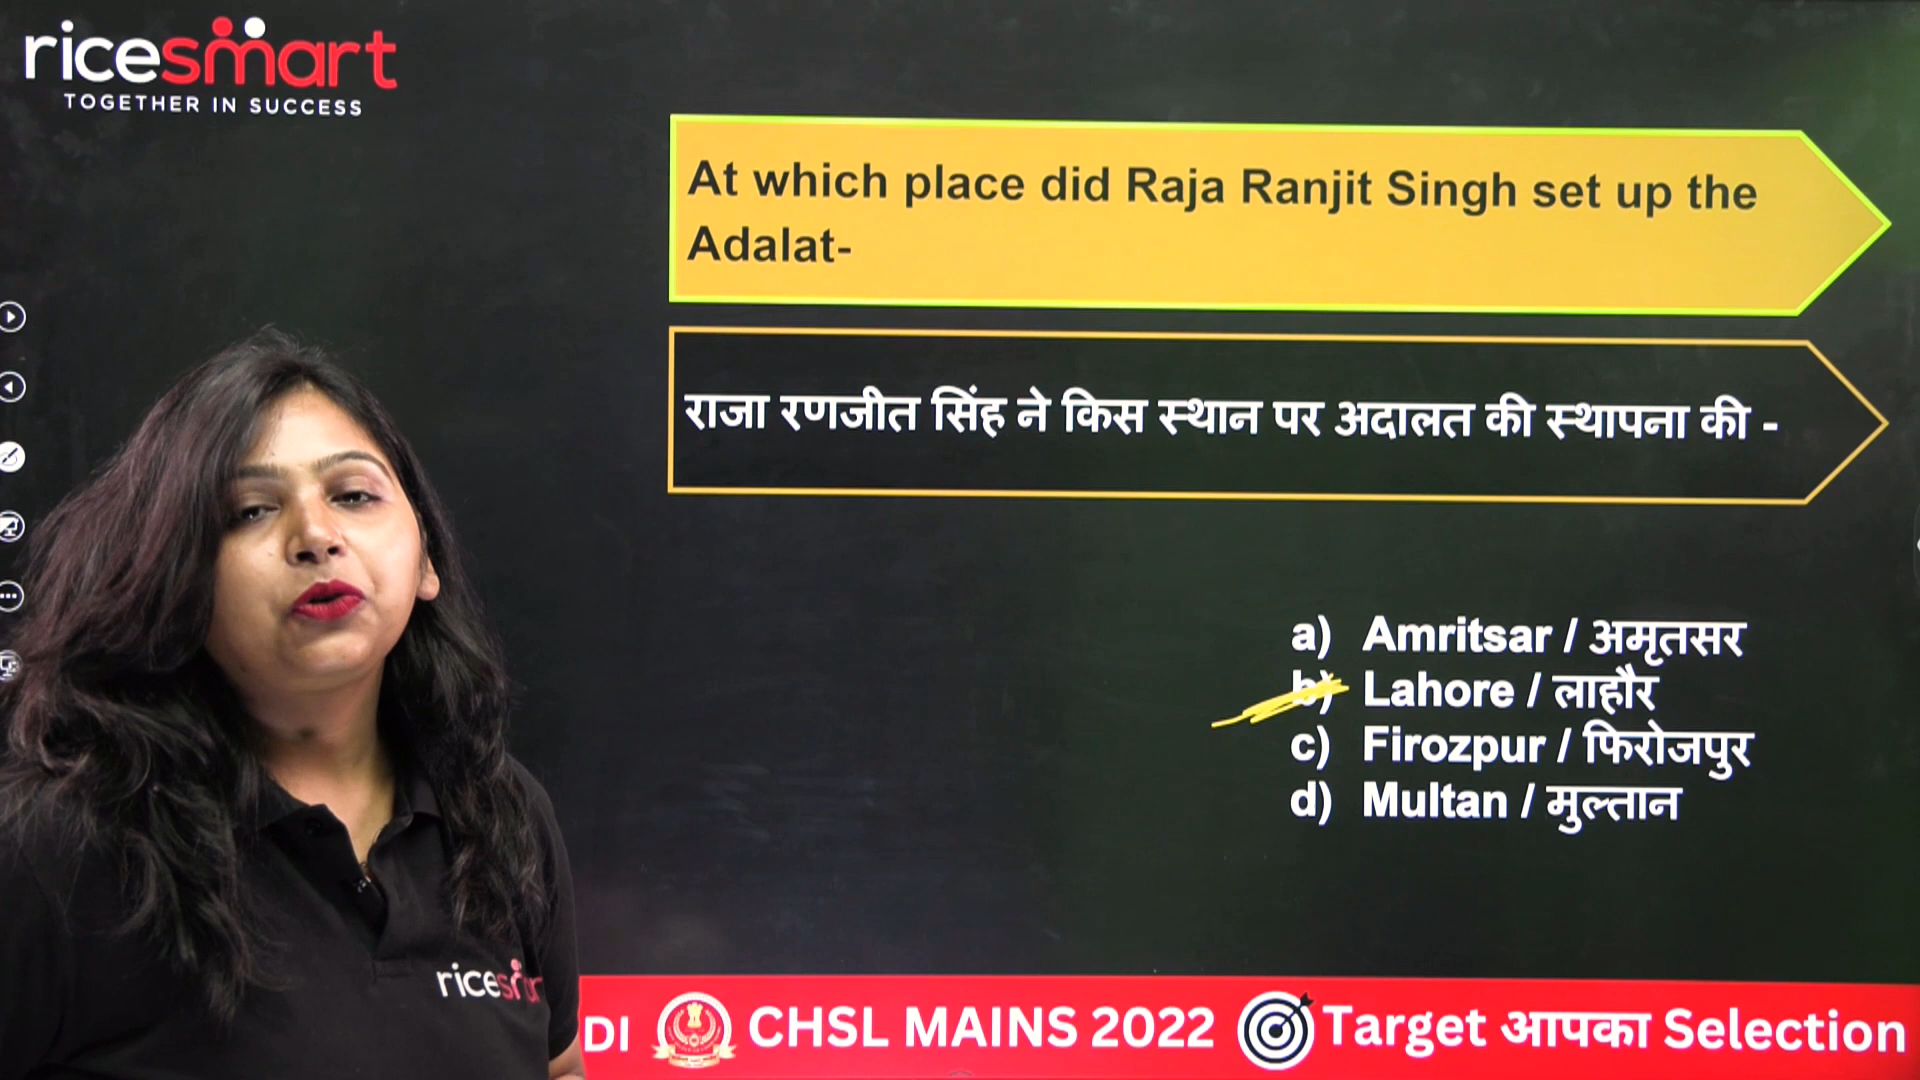 ricesmart
TOGETHER IN SUCCESS
At which place did Raja Ranjit Singh set up the
Adalat-
राजा रणजीत सिंह ने किस स्थान पर अदालत की स्थापना की -
a) Amritsar / अमृतसर
b) Lahore / लाहौर
c) Firozpur / फिरोजपुर
d) Multan / मुल्तान
ricesmart
DI CHSL MAINS 2022 Target आपका Selection